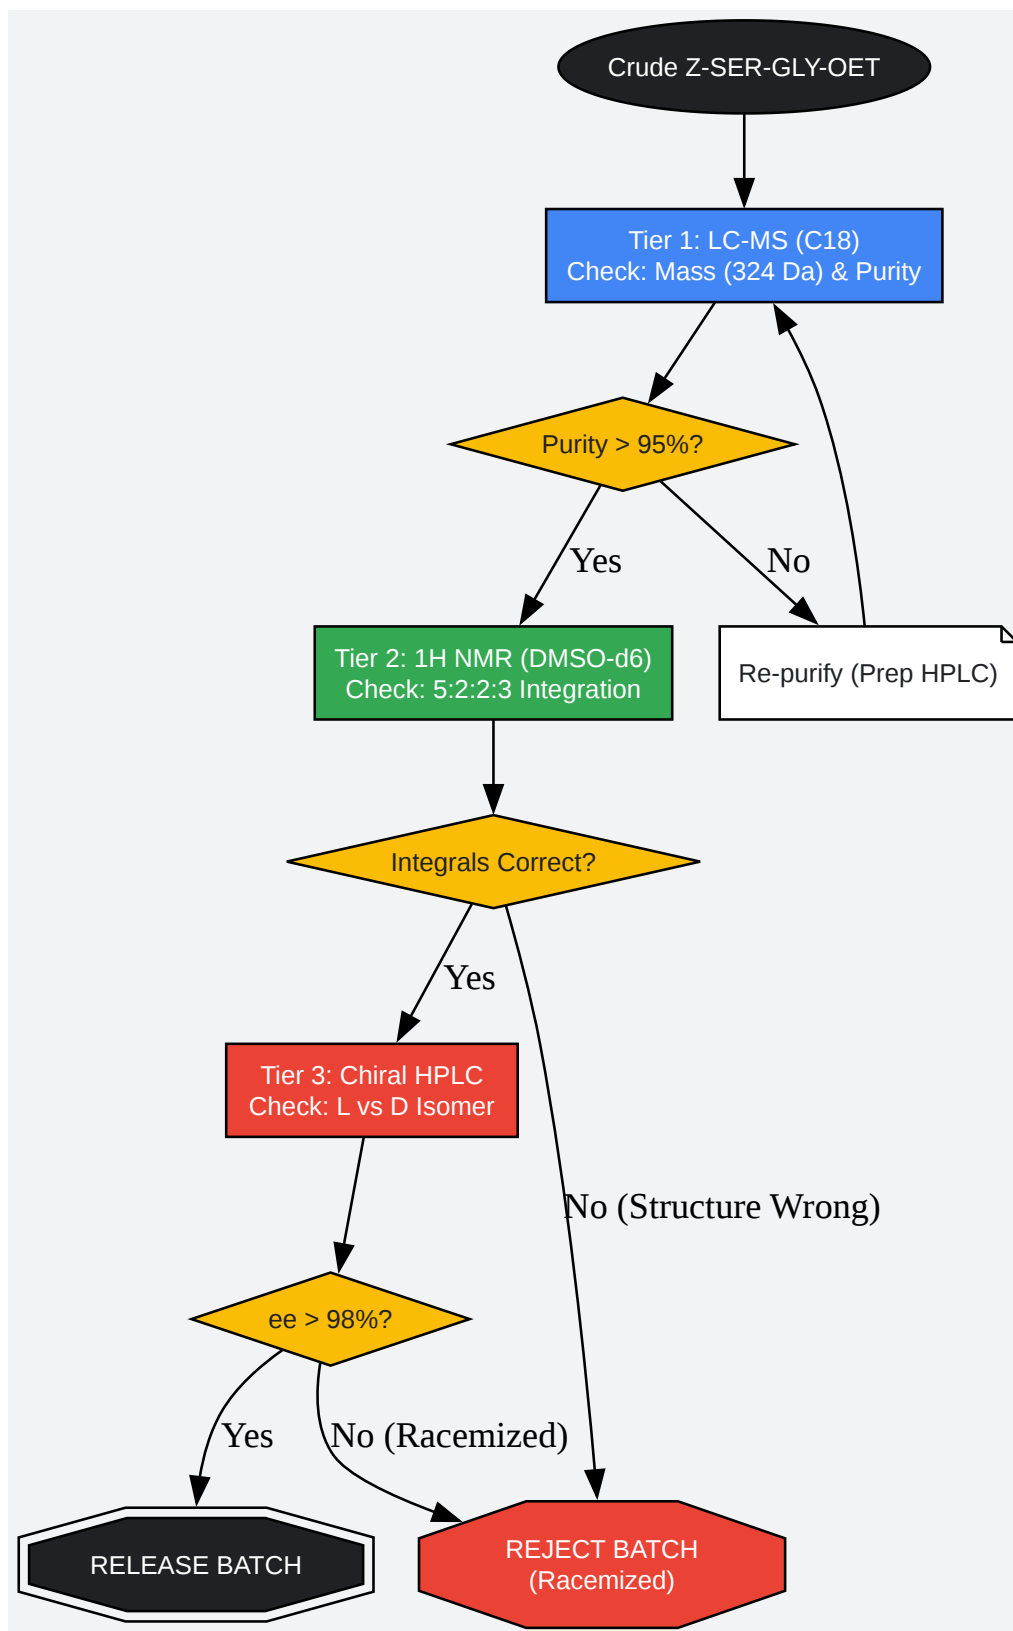 Crude Z-SER-GLY-OET
Tier 1: LC-MS (C18)
Check: Mass (324 Da) & Purity
Purity > 95%?
Yes
No
Tier 2: 1H NMR (DMSO-d6)
Check: 5:2:2:3 Integration
Re-purify (Prep HPLC)
Integrals Correct?
Yes
Tier 3: Chiral HPLC
Check: L vs D Isomer
No (Structure Wrong)
ee > 98%?
Yes
No (Racemized)
RELEASE BATCH
REJECT BATCH
(Racemized)